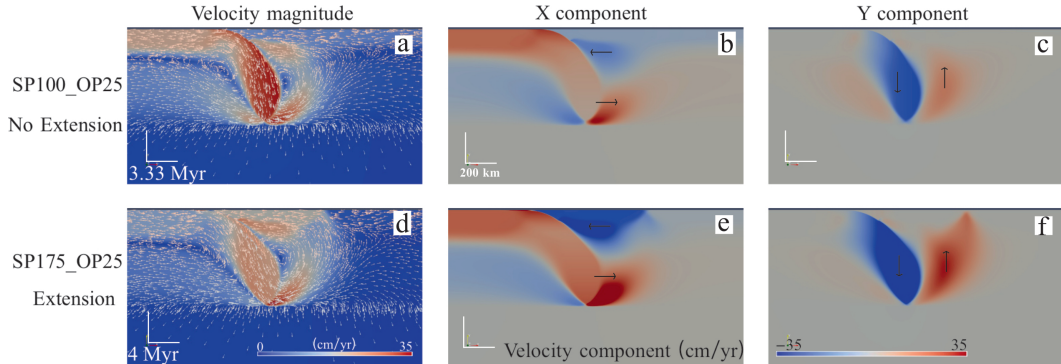 Velocity magnitude
X component
Y component
a
b
c
SP100_OP25
No Extension
3.33 Myr
200 km
d
e
f
SP175_OP25
Extension
4 Myr
0 (cm/yr) 35
Velocity component (cm/yr)
−35 35